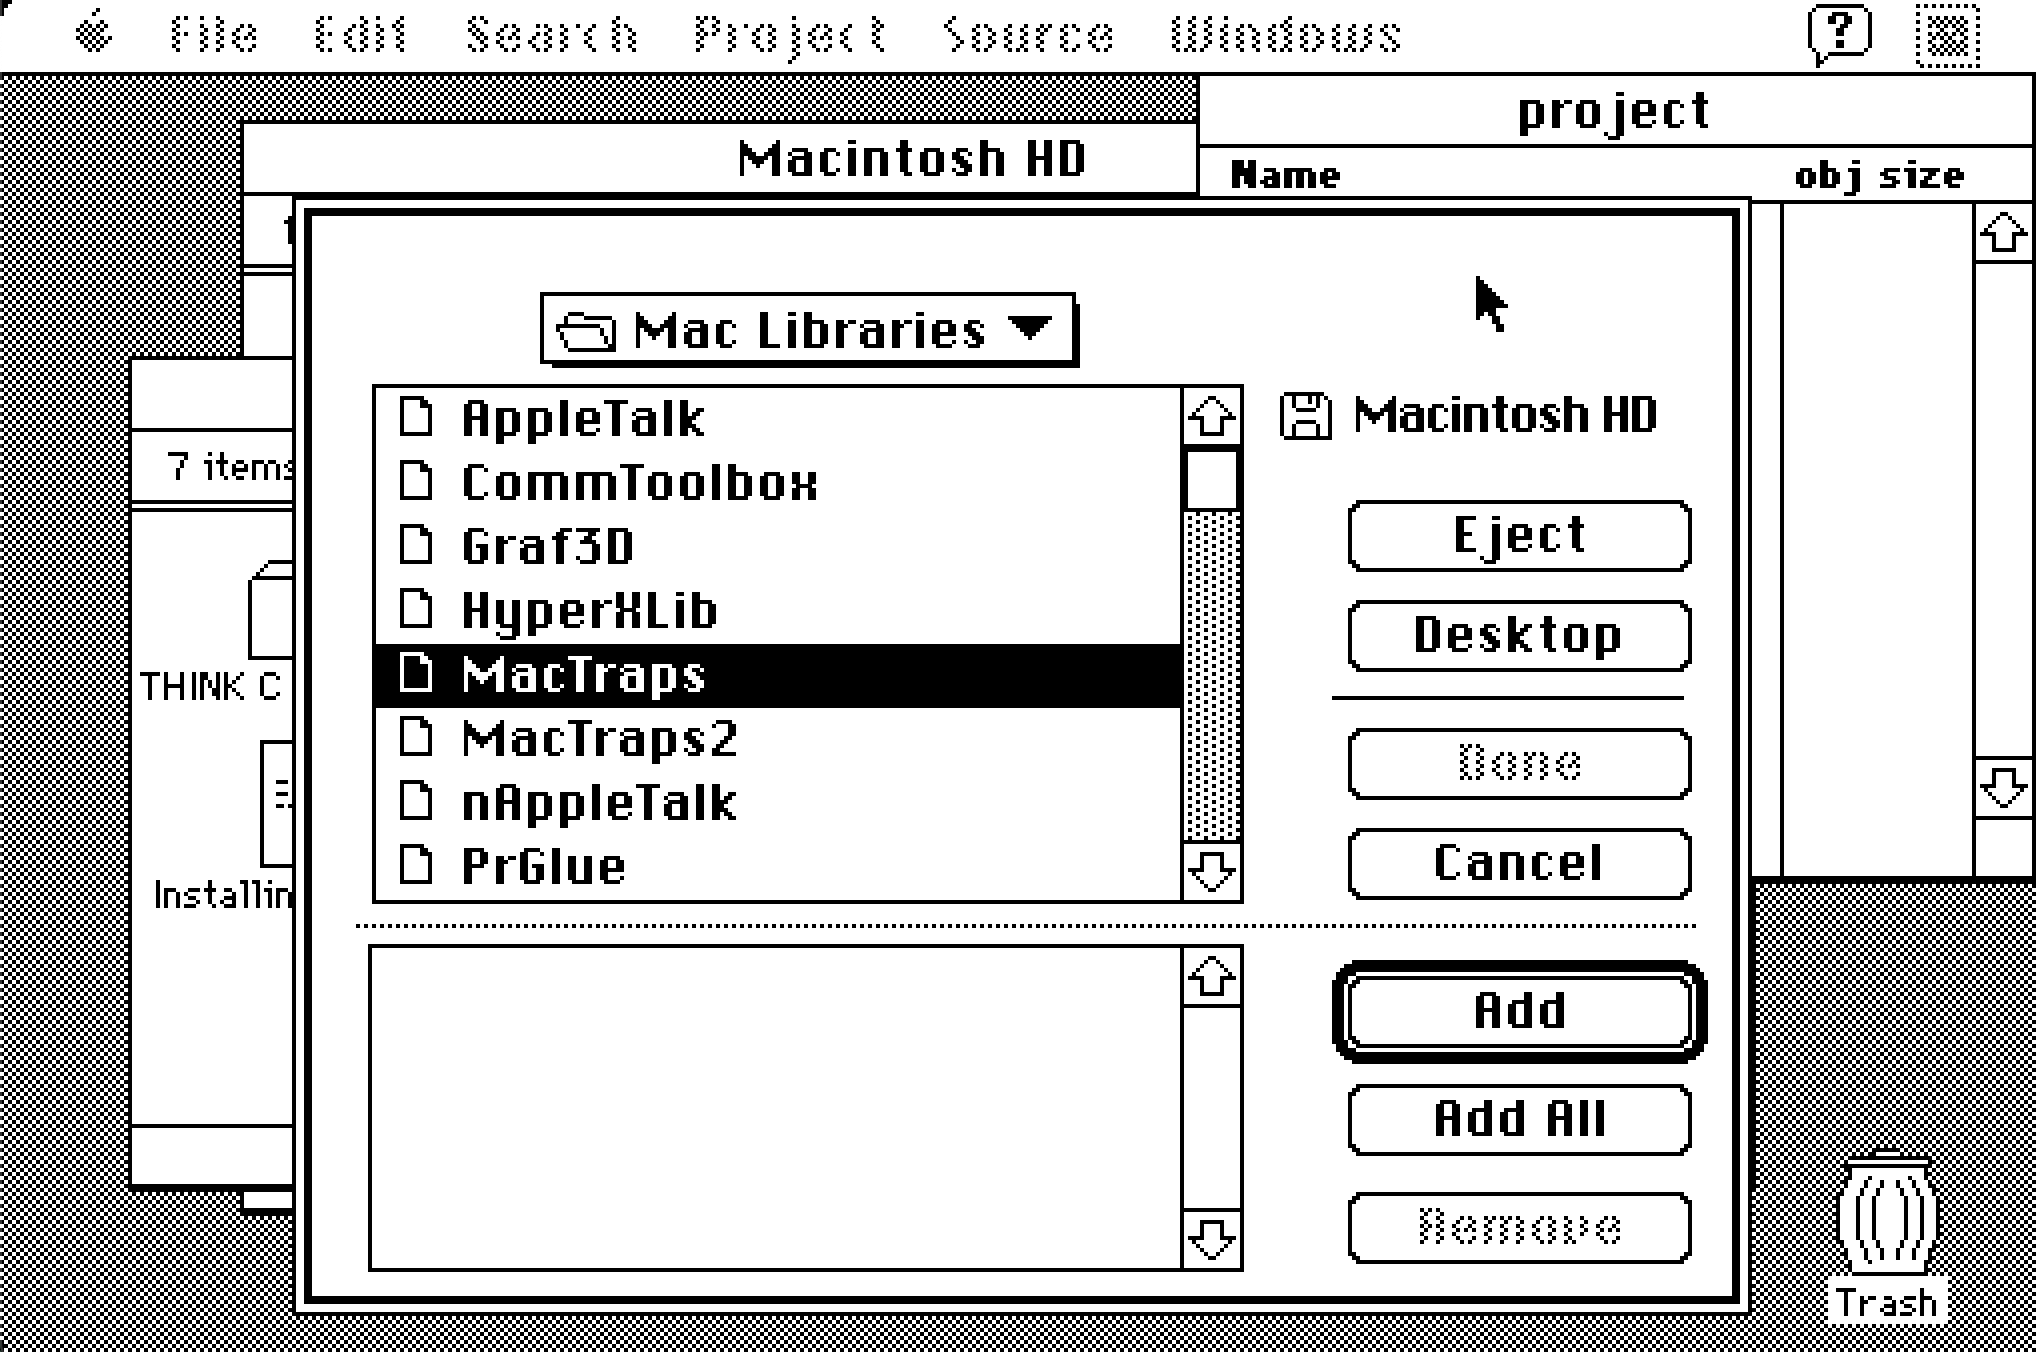 File Edit Search Project Source Windows
project
Macintosh HD
Name obj size
Mac Libraries
AppleTalk
CommToolbox
Graf3D
HyperXLib
MacTraps
MacTraps2
nAppleTalk
PrGlue
Macintosh HD
Eject
Desktop
Done
Cancel
Add
Add All
Remove
7 items
THINK C
Installin
Trash